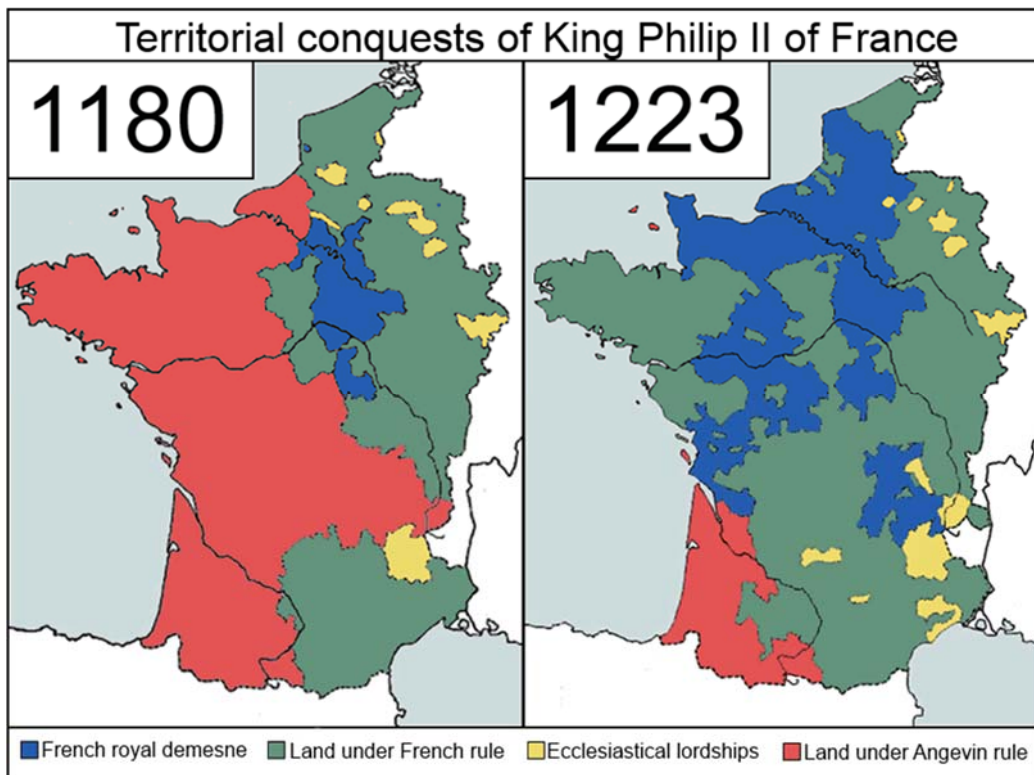 Territorial conquests of King Philip II of France
1180
1223
French royal demesne
Land under French rule
Ecclesiastical lordships
Land under Angevin rule